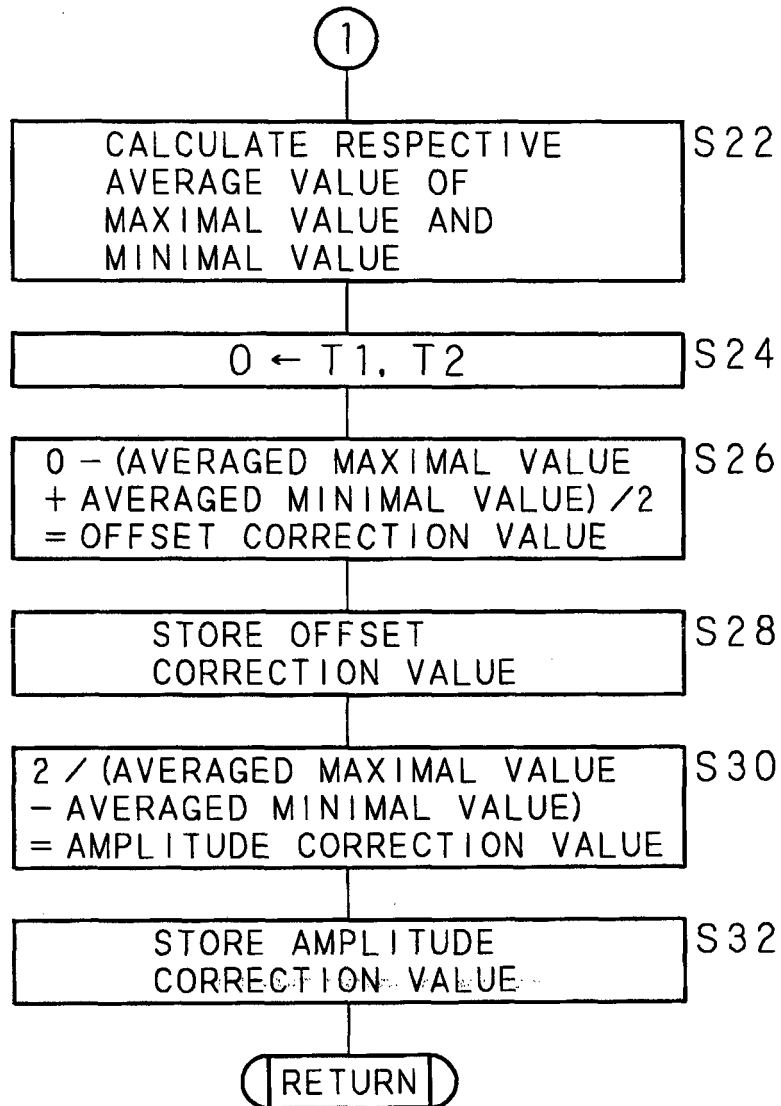 1
CALCULATE RESPECTIVE
AVERAGE VALUE OF
MAXIMAL VALUE AND
MINIMAL VALUE
S22
0 ← T1, T2
S24
0 - (AVERAGED MAXIMAL VALUE
+ AVERAGED MINIMAL VALUE) /2
= OFFSET CORRECTION VALUE
S26
STORE OFFSET
CORRECTION VALUE
S28
2 / (AVERAGED MAXIMAL VALUE
- AVERAGED MINIMAL VALUE)
= AMPLITUDE CORRECTION VALUE
S30
STORE AMPLITUDE
CORRECTION VALUE
S32
RETURN